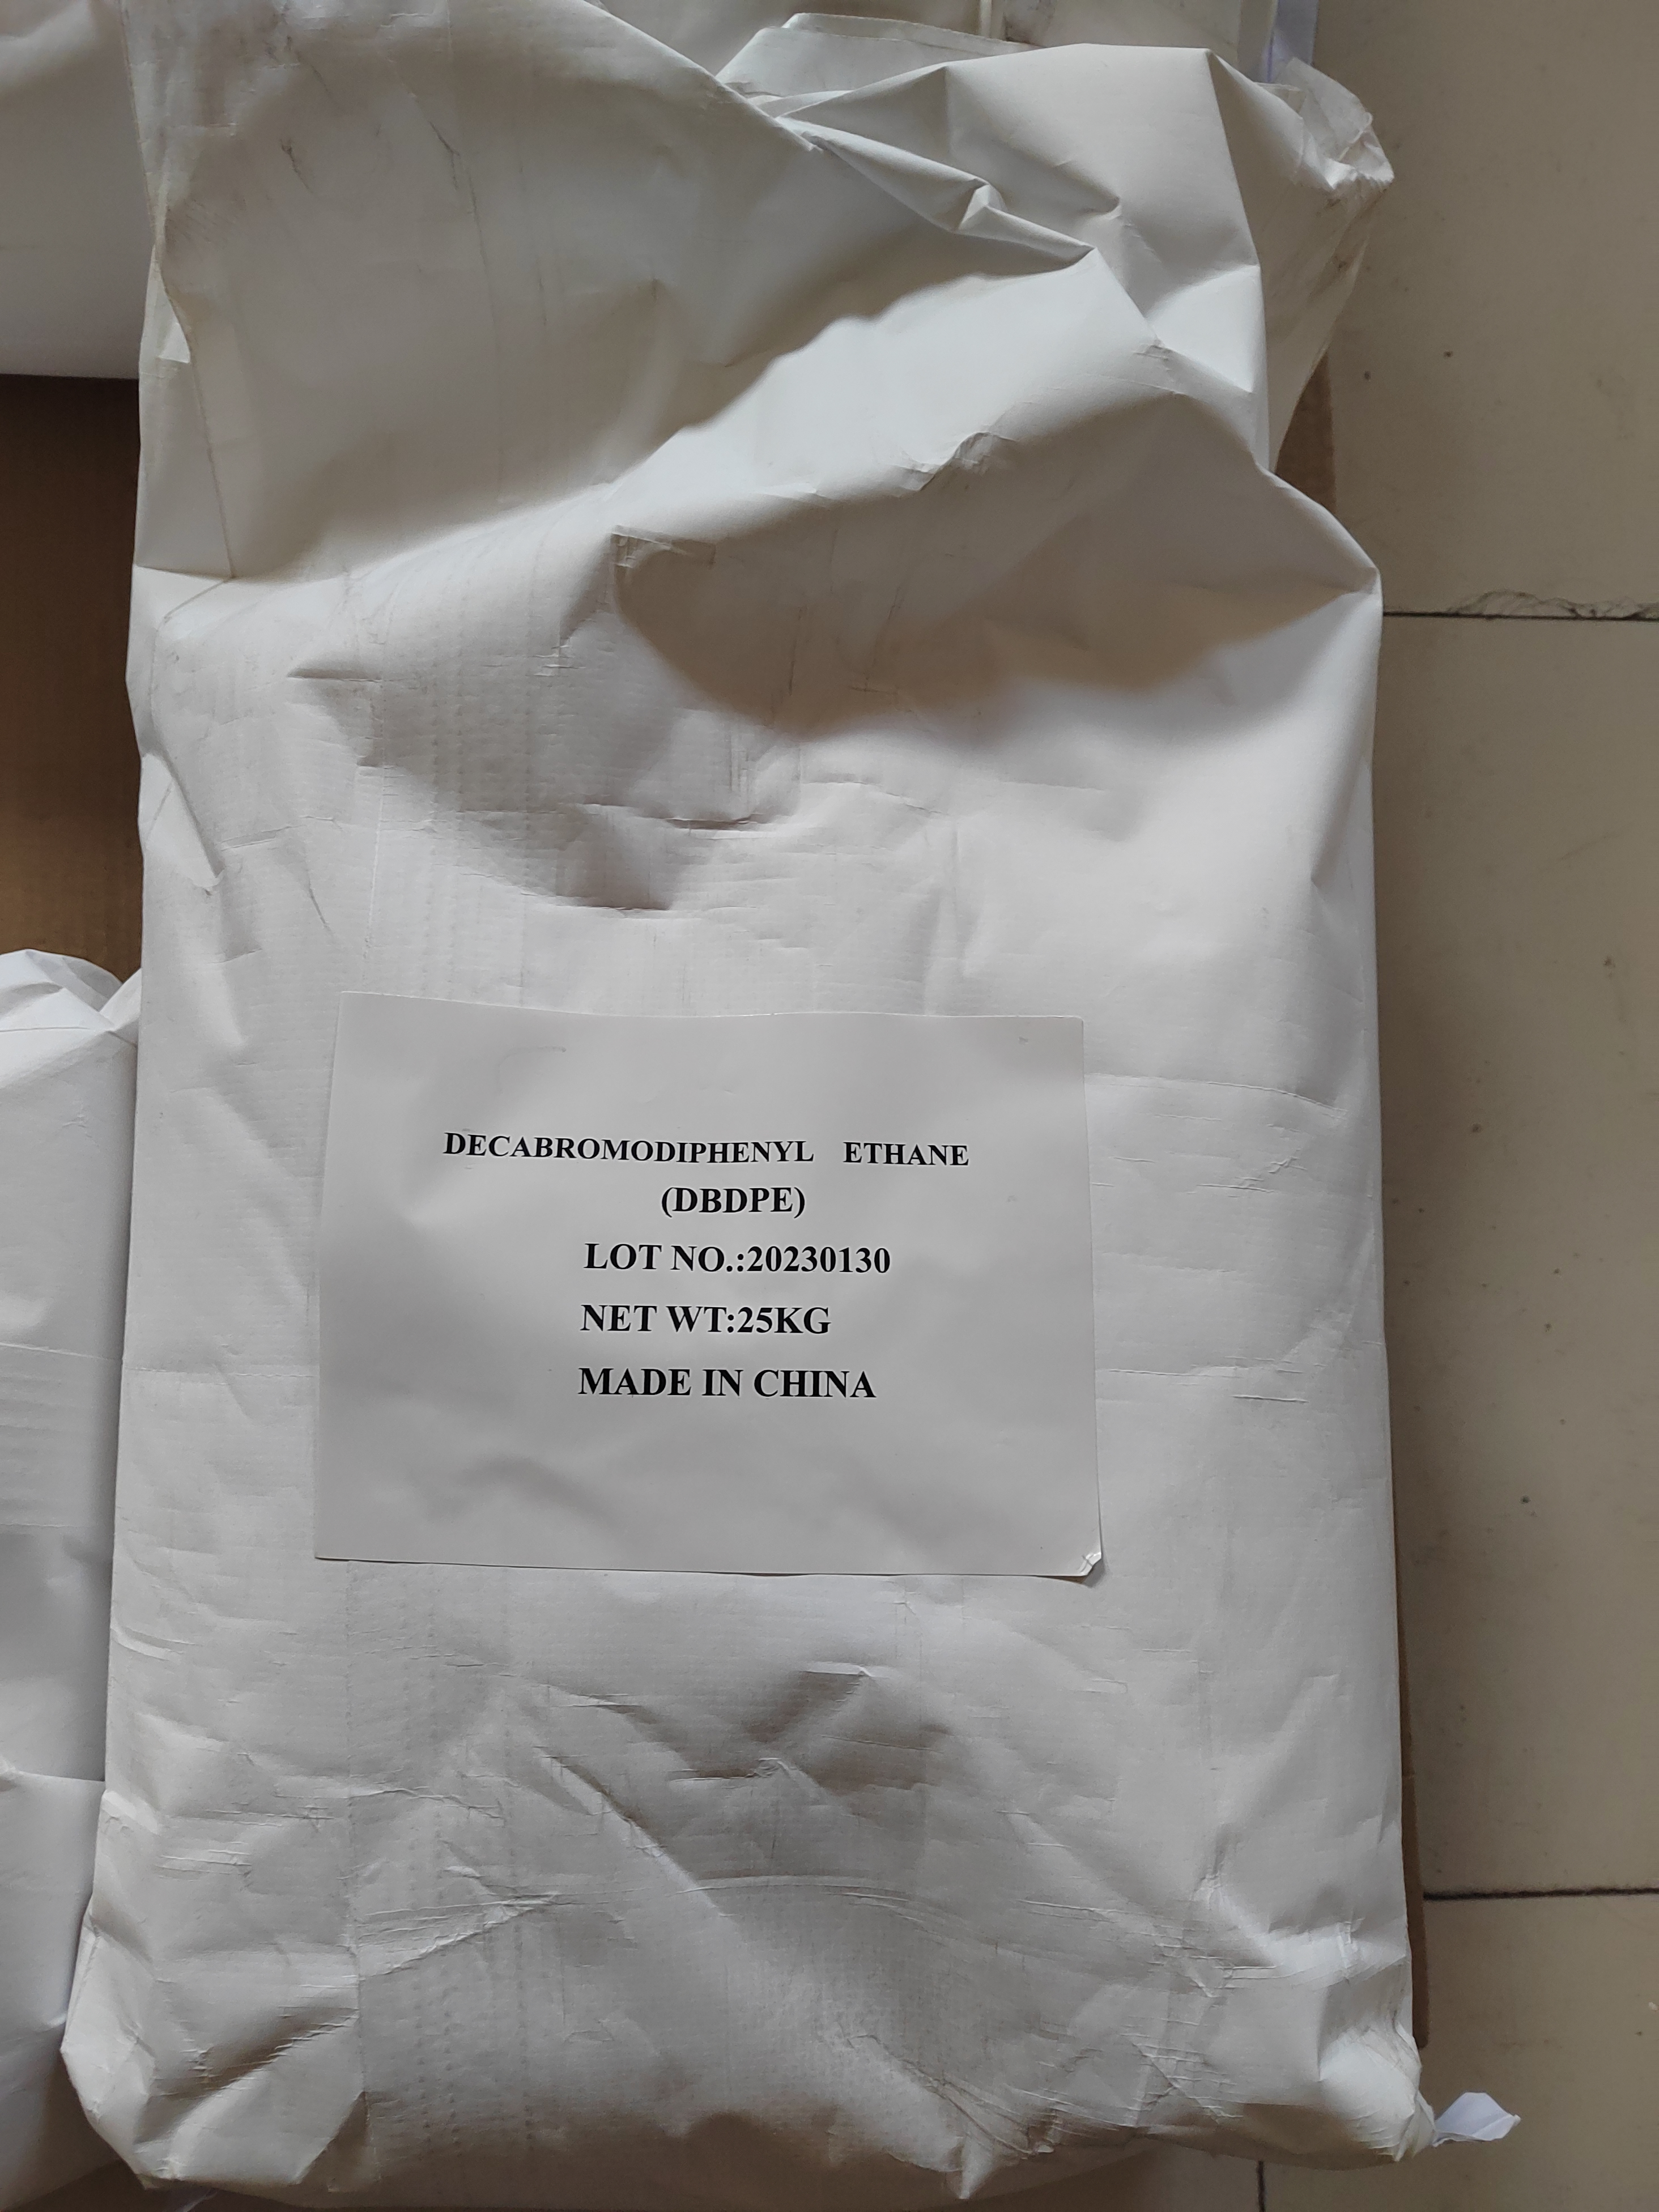 DECABROMODIPHENYL ETHANE
(DBDPE)
LOT NO.:20230130
NET WT:25KG
MADE IN CHINA